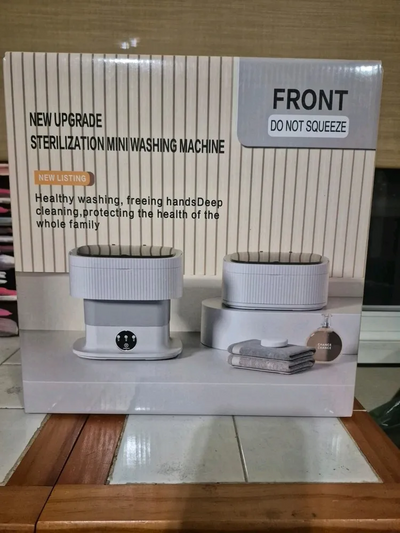 FRONT
DO NOT SQUEEZE
NEW UPGRADE
STERILIZATION MINI WASHING MACHINE
NEW LISTING
Healthy washing, freeing handsDeep
cleaning,protecting the health of the
whole family